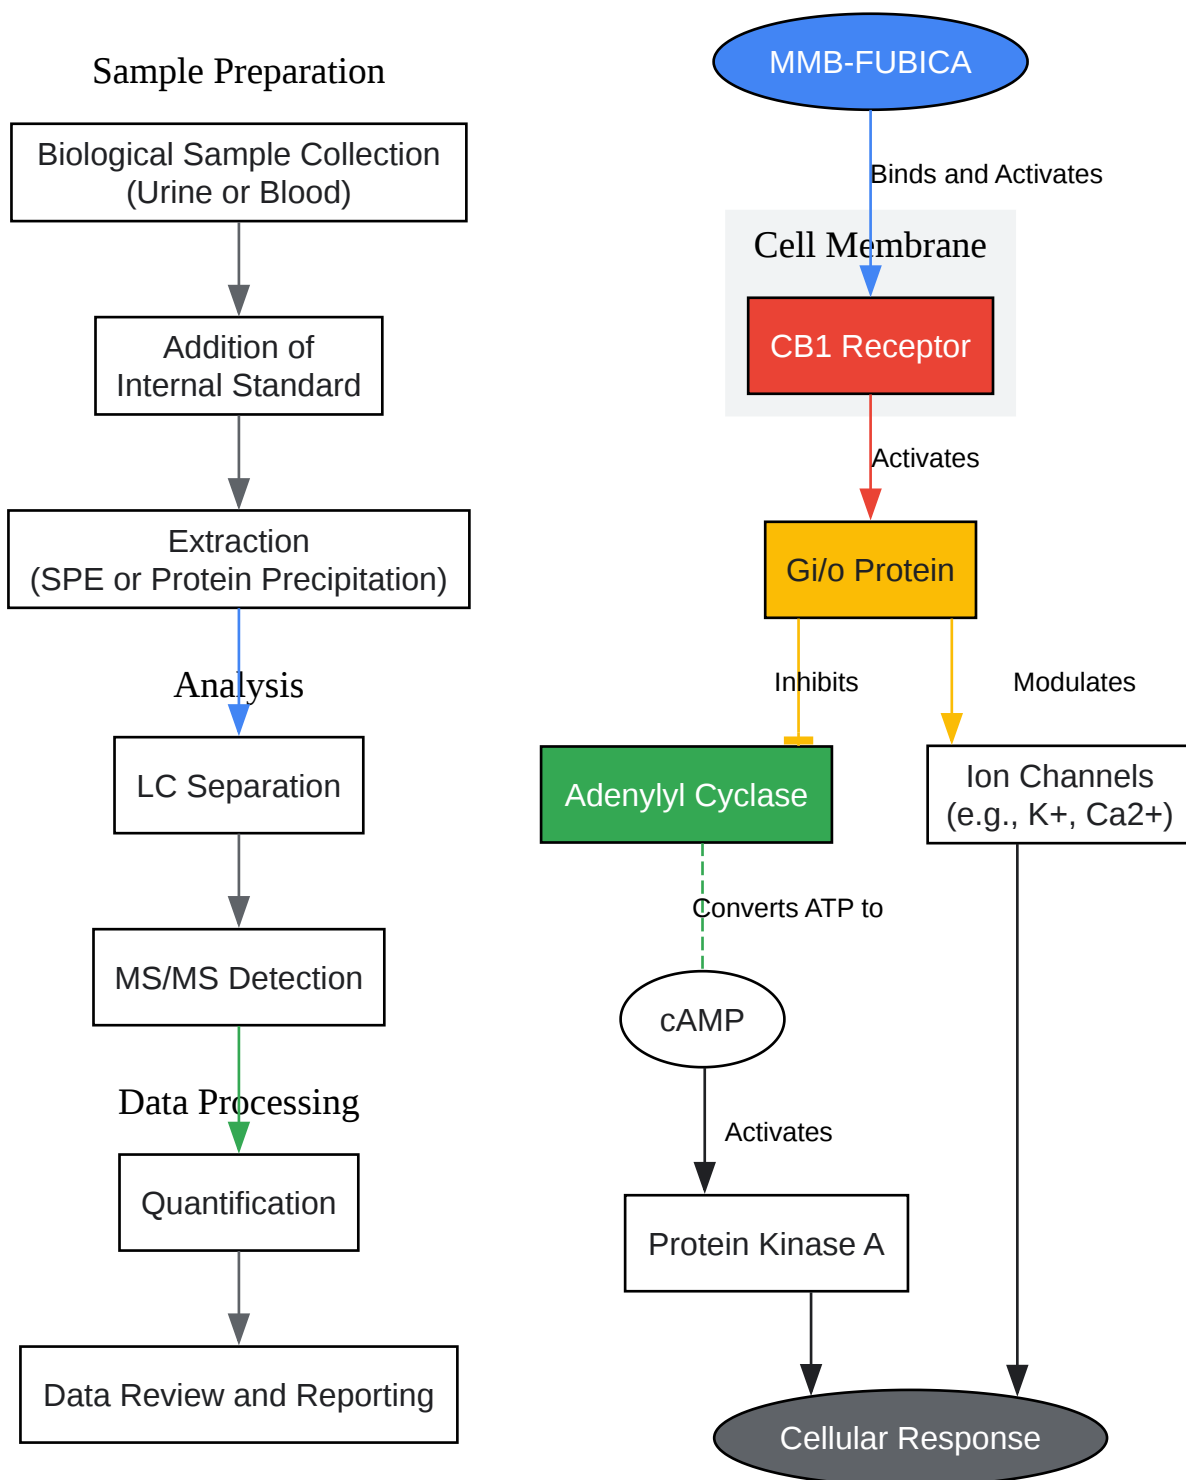 Sample Preparation
Biological Sample Collection
(Urine or Blood)
Addition of
Internal Standard
Extraction
(SPE or Protein Precipitation)
Analysis
LC Separation
MS/MS Detection
Data Processing
Quantification
Data Review and Reporting
MMB-FUBICA
Binds and Activates
Cell Membrane
CB1 Receptor
Activates
Gi/o Protein
Inhibits
Modulates
Adenylyl Cyclase
Ion Channels
(e.g., K+, Ca2+)
Converts ATP to
cAMP
Activates
Protein Kinase A
Cellular Response